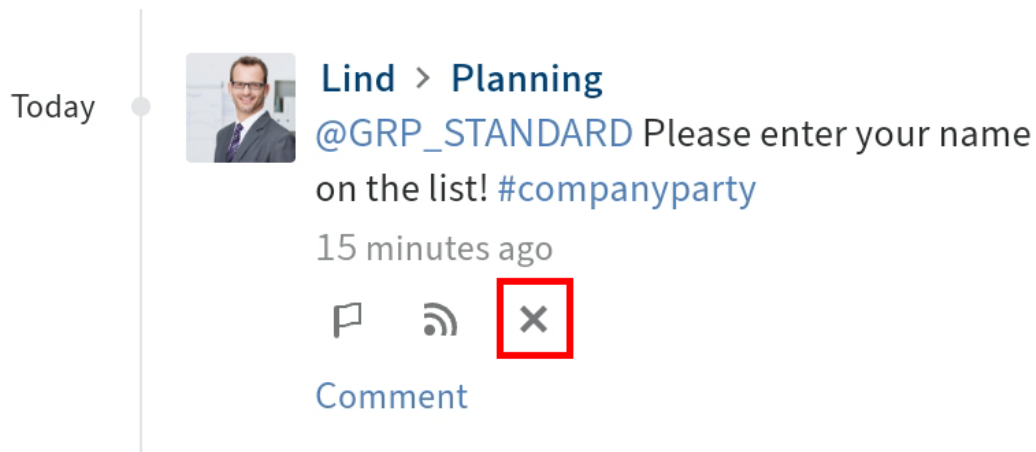 Today
Lind > Planning
@GRP_STANDARD Please enter your name
on the list! #companyparty
15 minutes ago
Comment